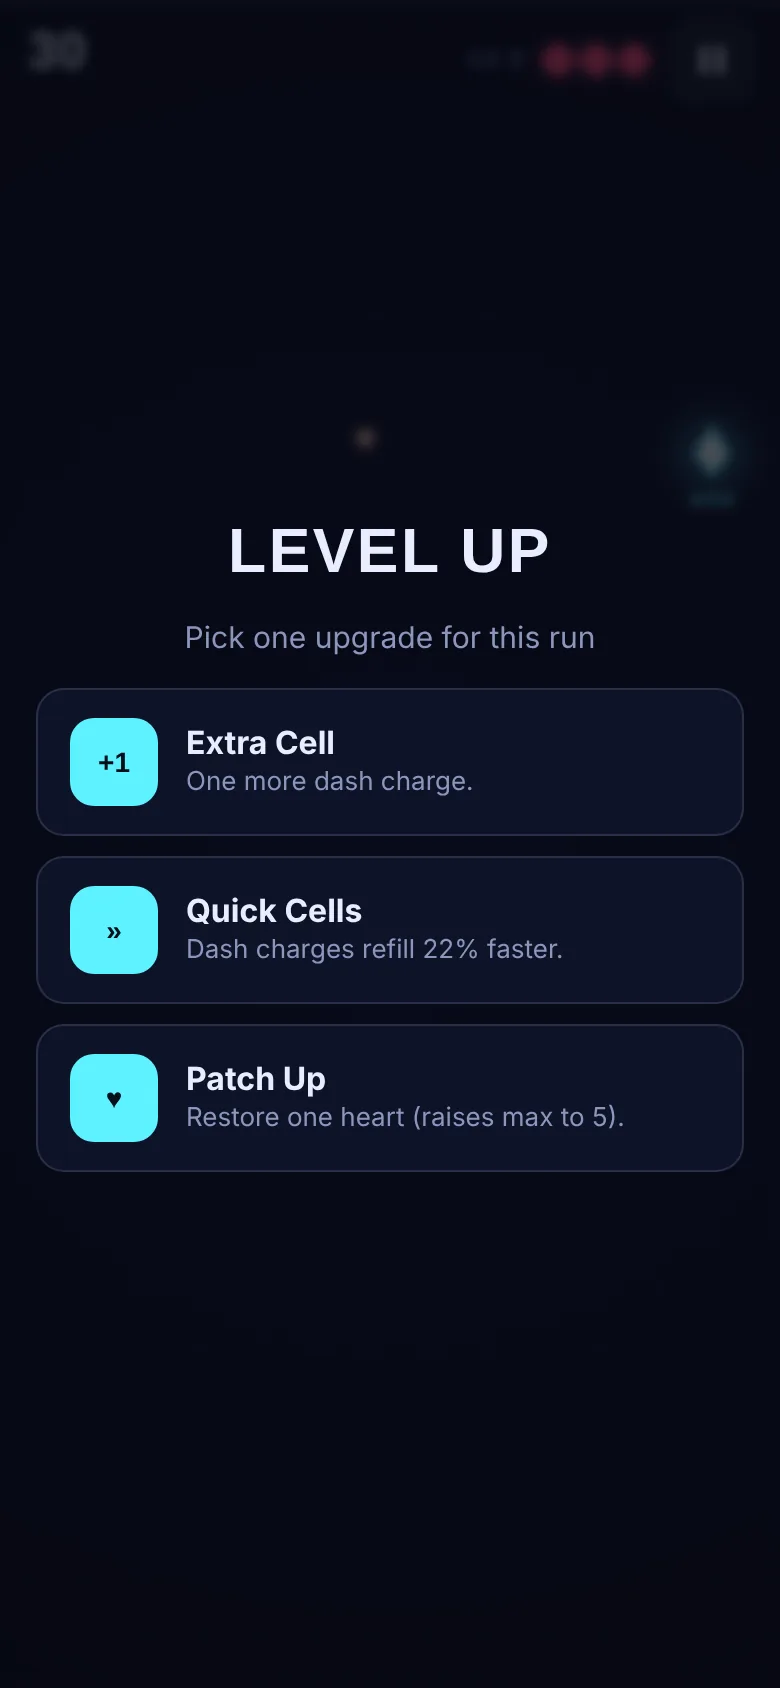 30
LEVEL UP
Pick one upgrade for this run
+1
Extra Cell
One more dash charge.
»
Quick Cells
Dash charges refill 22% faster.
♥
Patch Up
Restore one heart (raises max to 5).